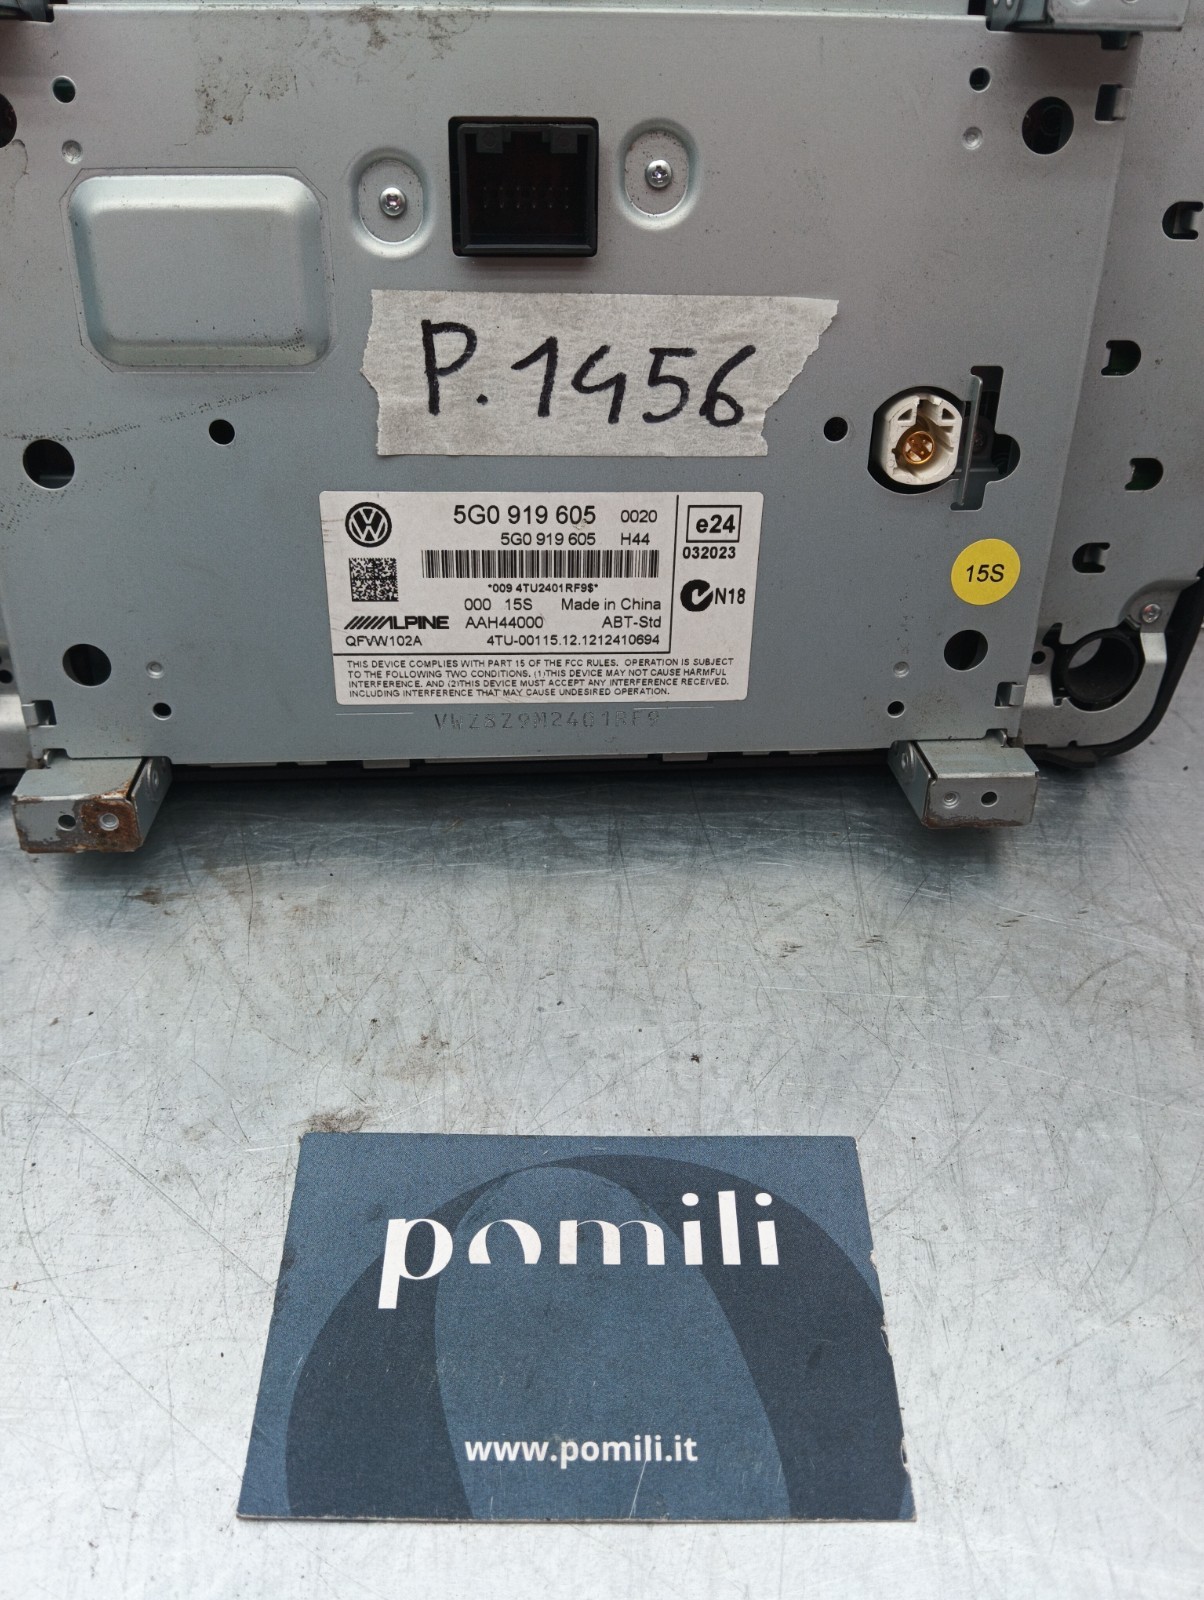 P.1456
5G0 919 605 0020
5G0 919 605 H44
e24
032023
*009 4TU2401RF9$*
N18
000 15S Made in China
ALPINE AAH44000 ABT-Std
QFVW102A 4TU-00115.12.1212410694
THIS DEVICE COMPLIES WITH PART 15 OF THE FCC RULES. OPERATION IS SUBJECT
TO THE FOLLOWING TWO CONDITIONS. (1)THIS DEVICE MAY NOT CAUSE HARMFUL
INTERFERENCE. AND (2)THIS DEVICE MUST ACCEPT ANY INTERFERENCE RECEIVED.
INCLUDING INTERFERENCE THAT MAY CAUSE UNDESIRED OPERATION.
15S
pomili
www.pomili.it